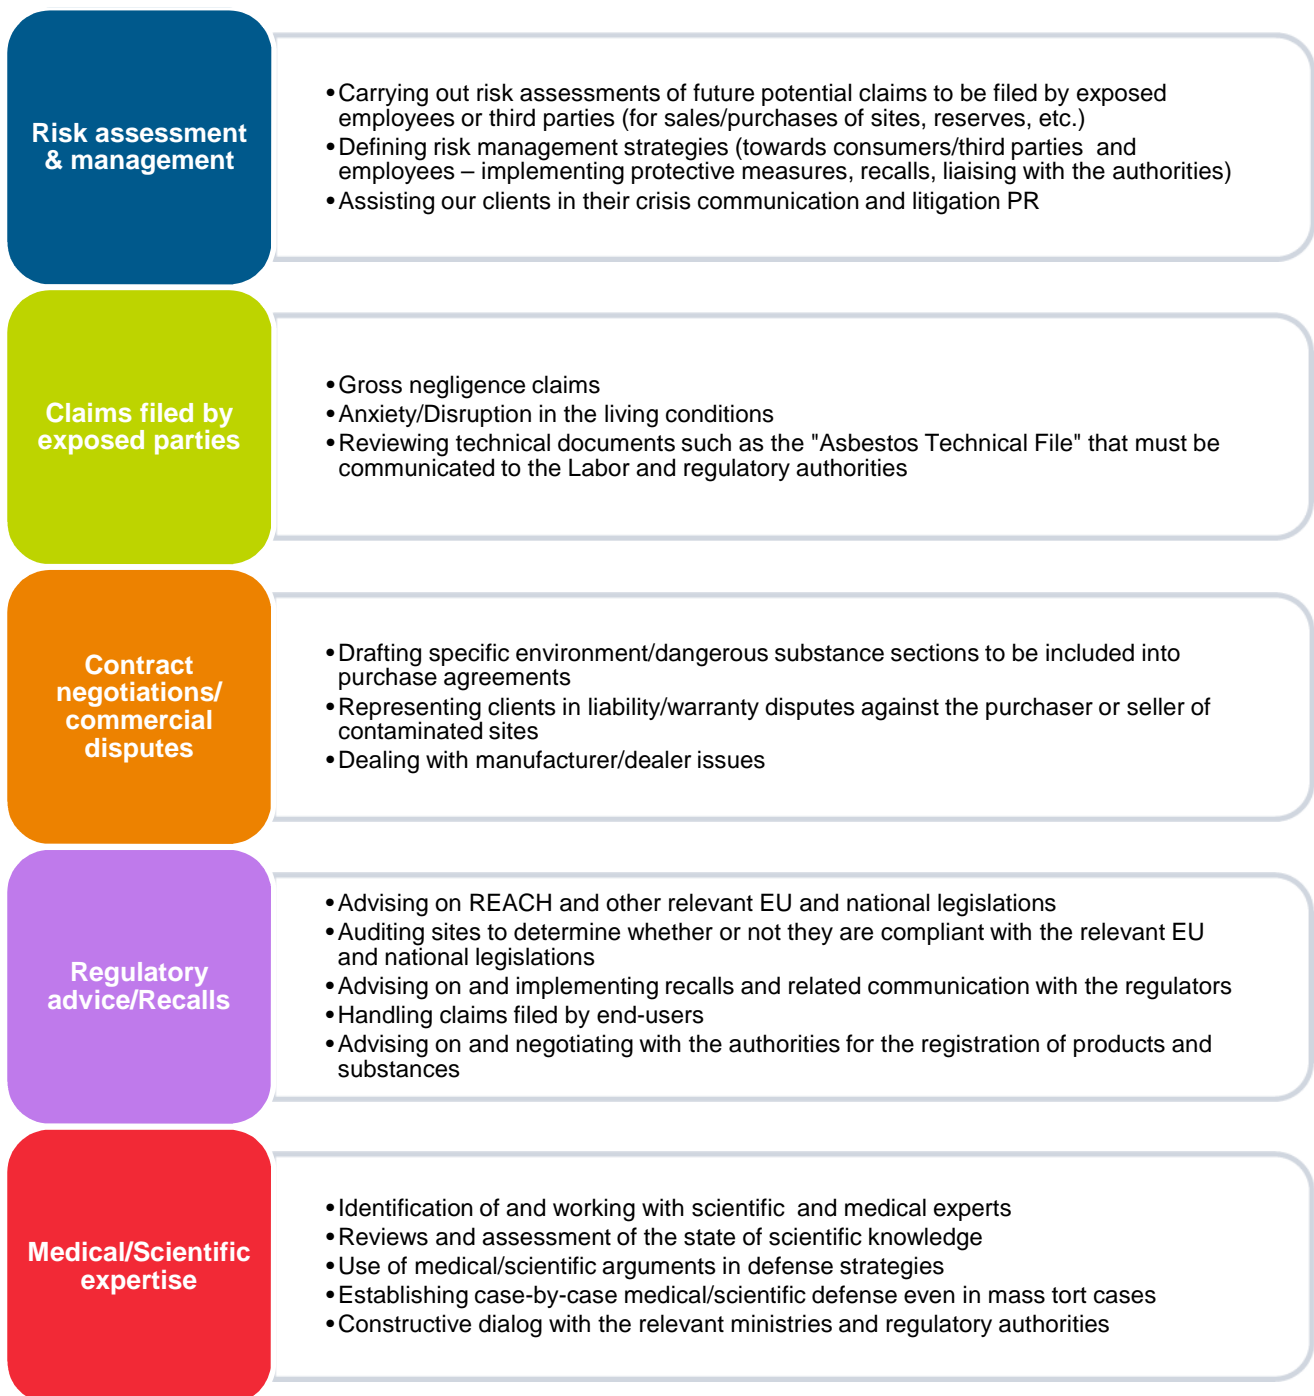 Risk assessment
& management
•Carrying out risk assessments of future potential claims to be filed by exposed
employees or third parties (for sales/purchases of sites, reserves, etc.)
•Defining risk management strategies (towards consumers/third parties  and
employees – implementing protective measures, recalls, liaising with the authorities)
•Assisting our clients in their crisis communication and litigation PR
Claims filed by
exposed parties
•Gross negligence claims
•Anxiety/Disruption in the living conditions
•Reviewing technical documents such as the "Asbestos Technical File" that must be
communicated to the Labor and regulatory authorities
Contract
negotiations/
commercial
disputes
•Drafting specific environment/dangerous substance sections to be included into
purchase agreements
•Representing clients in liability/warranty disputes against the purchaser or seller of
contaminated sites
•Dealing with manufacturer/dealer issues
Regulatory
advice/Recalls
•Advising on REACH and other relevant EU and national legislations
•Auditing sites to determine whether or not they are compliant with the relevant EU
and national legislations
•Advising on and implementing recalls and related communication with the regulators
•Handling claims filed by end-users
•Advising on and negotiating with the authorities for the registration of products and
substances
Medical/Scientific
expertise
•Identification of and working with scientific  and medical experts
•Reviews and assessment of the state of scientific knowledge
•Use of medical/scientific arguments in defense strategies
•Establishing case-by-case medical/scientific defense even in mass tort cases
•Constructive dialog with the relevant ministries and regulatory authorities